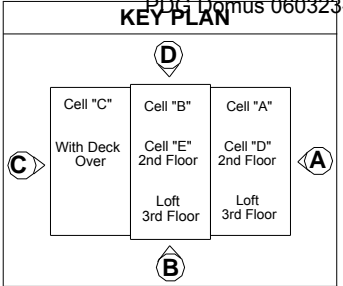 PDG Domus 060323
KEY PLAN
D
Cell "C"
With Deck
Over
Cell "B"
Cell "E"
2nd Floor
Loft
3rd Floor
Cell "A"
Cell "D"
2nd Floor
Loft
3rd Floor
C
A
B